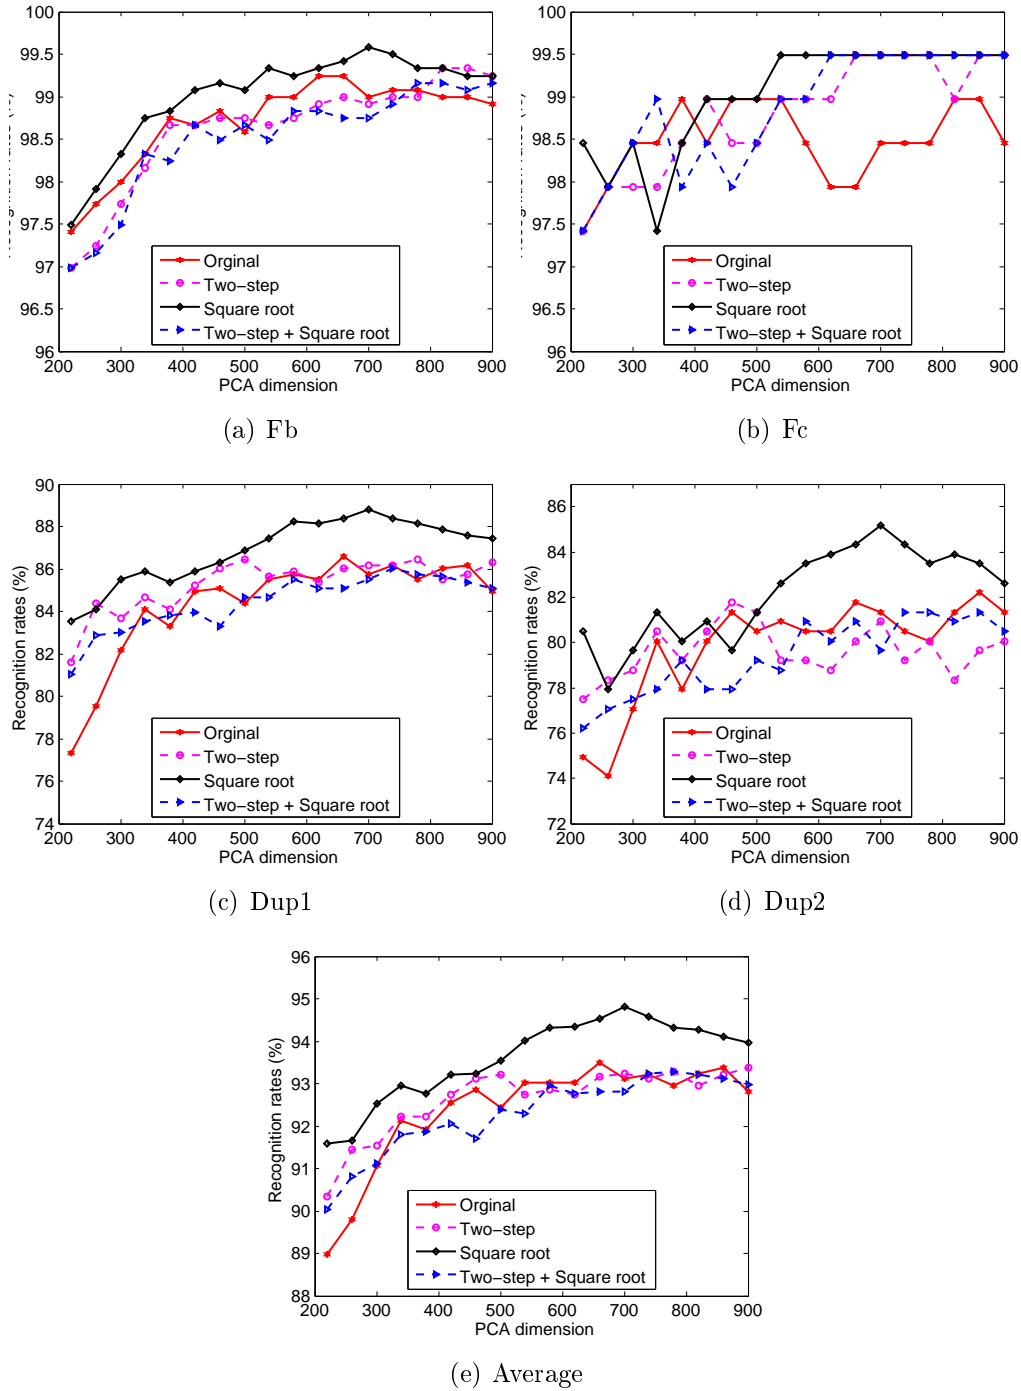 100
99.5
99
98.5
98
97.5
97
96.5
96
200 300 400 500 600 700 800 900
PCA dimension
Orginal
Two-step
Square root
Two-step + Square root
(a) Fb
100
99.5
99
98.5
98
97.5
97
96.5
96
200 300 400 500 600 700 800 900
PCA dimension
Orginal
Two-step
Square root
Two-step + Square root
(b) Fc
Recognition rates (%)
90
88
86
84
82
80
78
76
74
200 300 400 500 600 700 800 900
PCA dimension
Orginal
Two-step
Square root
Two-step + Square root
(c) Dup1
Recognition rates (%)
86
84
82
80
78
76
74
72
200 300 400 500 600 700 800 900
PCA dimension
Orginal
Two-step
Square root
Two-step + Square root
(d) Dup2
Recognition rates (%)
96
95
94
93
92
91
90
89
88
200 300 400 500 600 700 800 900
PCA dimension
Orginal
Two-step
Square root
Two-step + Square root
(e) Average